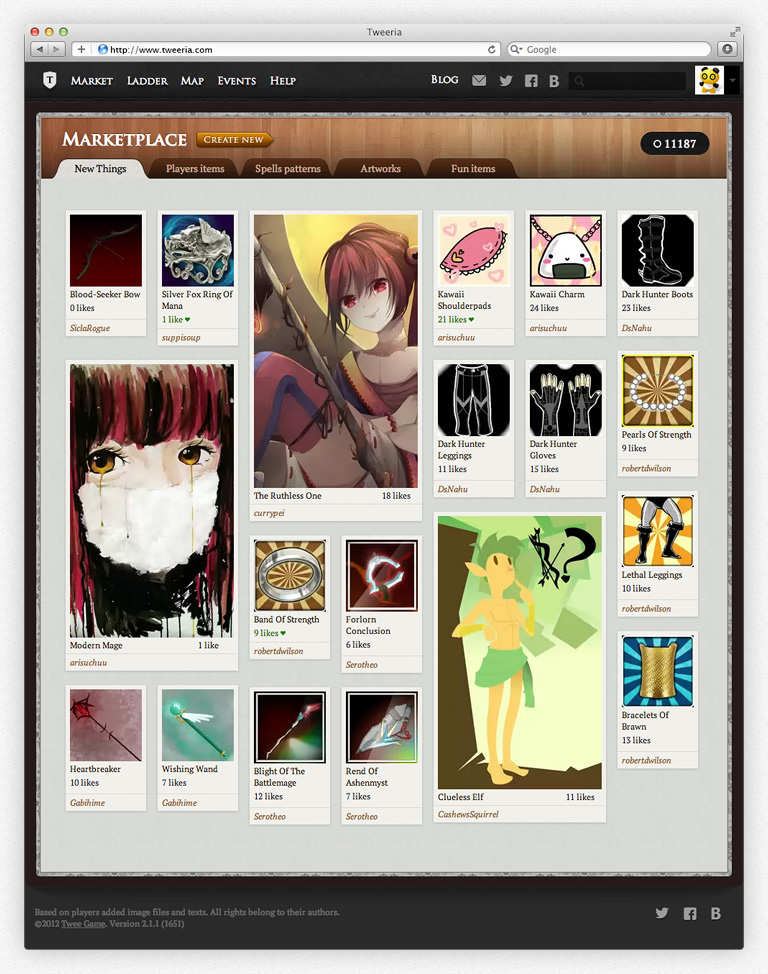 Tweeria
http://www.tweeria.com
Google
T
Market Ladder Map Events Help
Blog
B
Marketplace
Create new
11187
New Things
Players items
Spells patterns
Artworks
Fun items
Blood-Seeker Bow
0 likes
SiclaRogue
Silver Fox Ring Of
Mana
1 like
suppisoup
The Ruthless One 18 likes
currypei
Kawaii
Shoulderpads
21 likes
arisuchuu
Kawaii Charm
24 likes
arisuchuu
Dark Hunter Boots
23 likes
DsNahu
Modern Mage 1 like
arisuchuu
Dark Hunter
Leggings
11 likes
DsNahu
Dark Hunter
Gloves
15 likes
DsNahu
Pearls Of Strength
9 likes
robertdwilson
Band Of Strength
9 likes
robertdwilson
Forlorn
Conclusion
6 likes
Serotheo
Clueless Elf 11 likes
CashewsSquirrel
Lethal Leggings
10 likes
robertdwilson
Heartbreaker
10 likes
Gabihime
Wishing Wand
7 likes
Gabihime
Blight Of The
Battlemage
12 likes
Serotheo
Rend Of
Ashenmyst
7 likes
Serotheo
Bracelets Of
Brawn
13 likes
robertdwilson
Based on players added image files and texts. All rights belong to their authors.
©2012 Twee Game. Version 2.1.1 (1651)
B